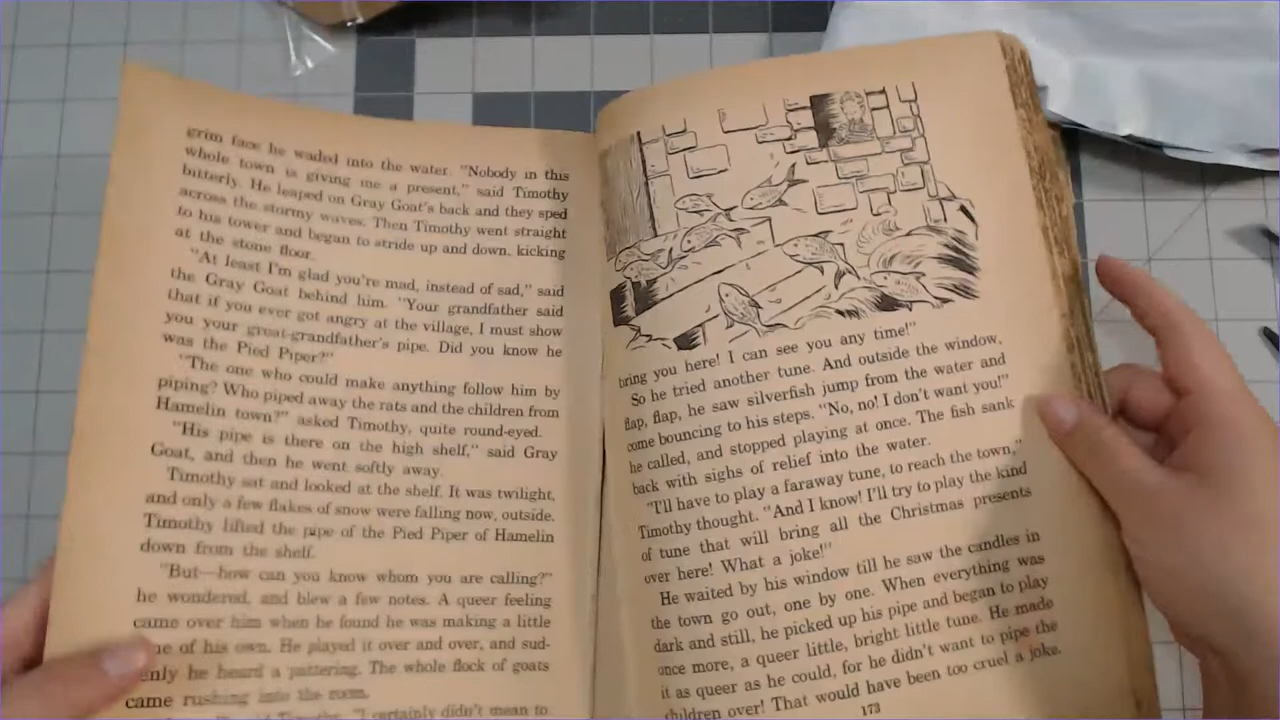 grim face he waded into the water. "Nobody in this
whole town is giving me a present," said Timothy
bitterly. He leaped on Gray Goat's back and they sped
across the stormy waves. Then Timothy went straight
to his tower and began to stride up and down, kicking
at the stone floor.
"At least I'm glad you're mad, instead of sad," said
the Gray Goat behind him. "Your grandfather said
that if you ever got angry at the village, I must show
you your great-grandfather's pipe. Did you know he
was the Pied Piper?"
"The one who could make anything follow him by
piping? Who piped away the rats and the children from
Hamelin town?" asked Timothy, quite round-eyed.
"His pipe is there on the high shelf," said Gray
Goat, and then he went softly away.
Timothy sat and looked at the shelf. It was twilight,
and only a few flakes of snow were falling now, outside.
Timothy lifted the pipe of the Pied Piper of Hamelin
down from the shelf.
"But—how can you know whom you are calling?"
he wondered, and blew a few notes. A queer feeling
came over him when he found he was making a little
of his own. He played it over and over, and sud-
enly he heard a pattering. The whole flock of goats
came rushing into the room.
Timothy. "I certainly didn't mean to
bring you here! I can see you any time!"
So he tried another tune. And outside the window,
flap, flap, he saw silverfish jump from the water and
come bouncing to his steps. "No, no! I don't want you!"
he called, and stopped playing at once. The fish sank
back with sighs of relief into the water.
"I'll have to play a faraway tune, to reach the town,"
Timothy thought. "And I know! I'll try to play the kind
of tune that will bring all the Christmas presents
over here! What a joke!"
He waited by his window till he saw the candles in
the town go out, one by one. When everything was
dark and still, he picked up his pipe and began to play
once more, a queer little, bright little tune. He made
it as queer as he could, for he didn't want to pipe the
children over! That would have been too cruel a joke.
173